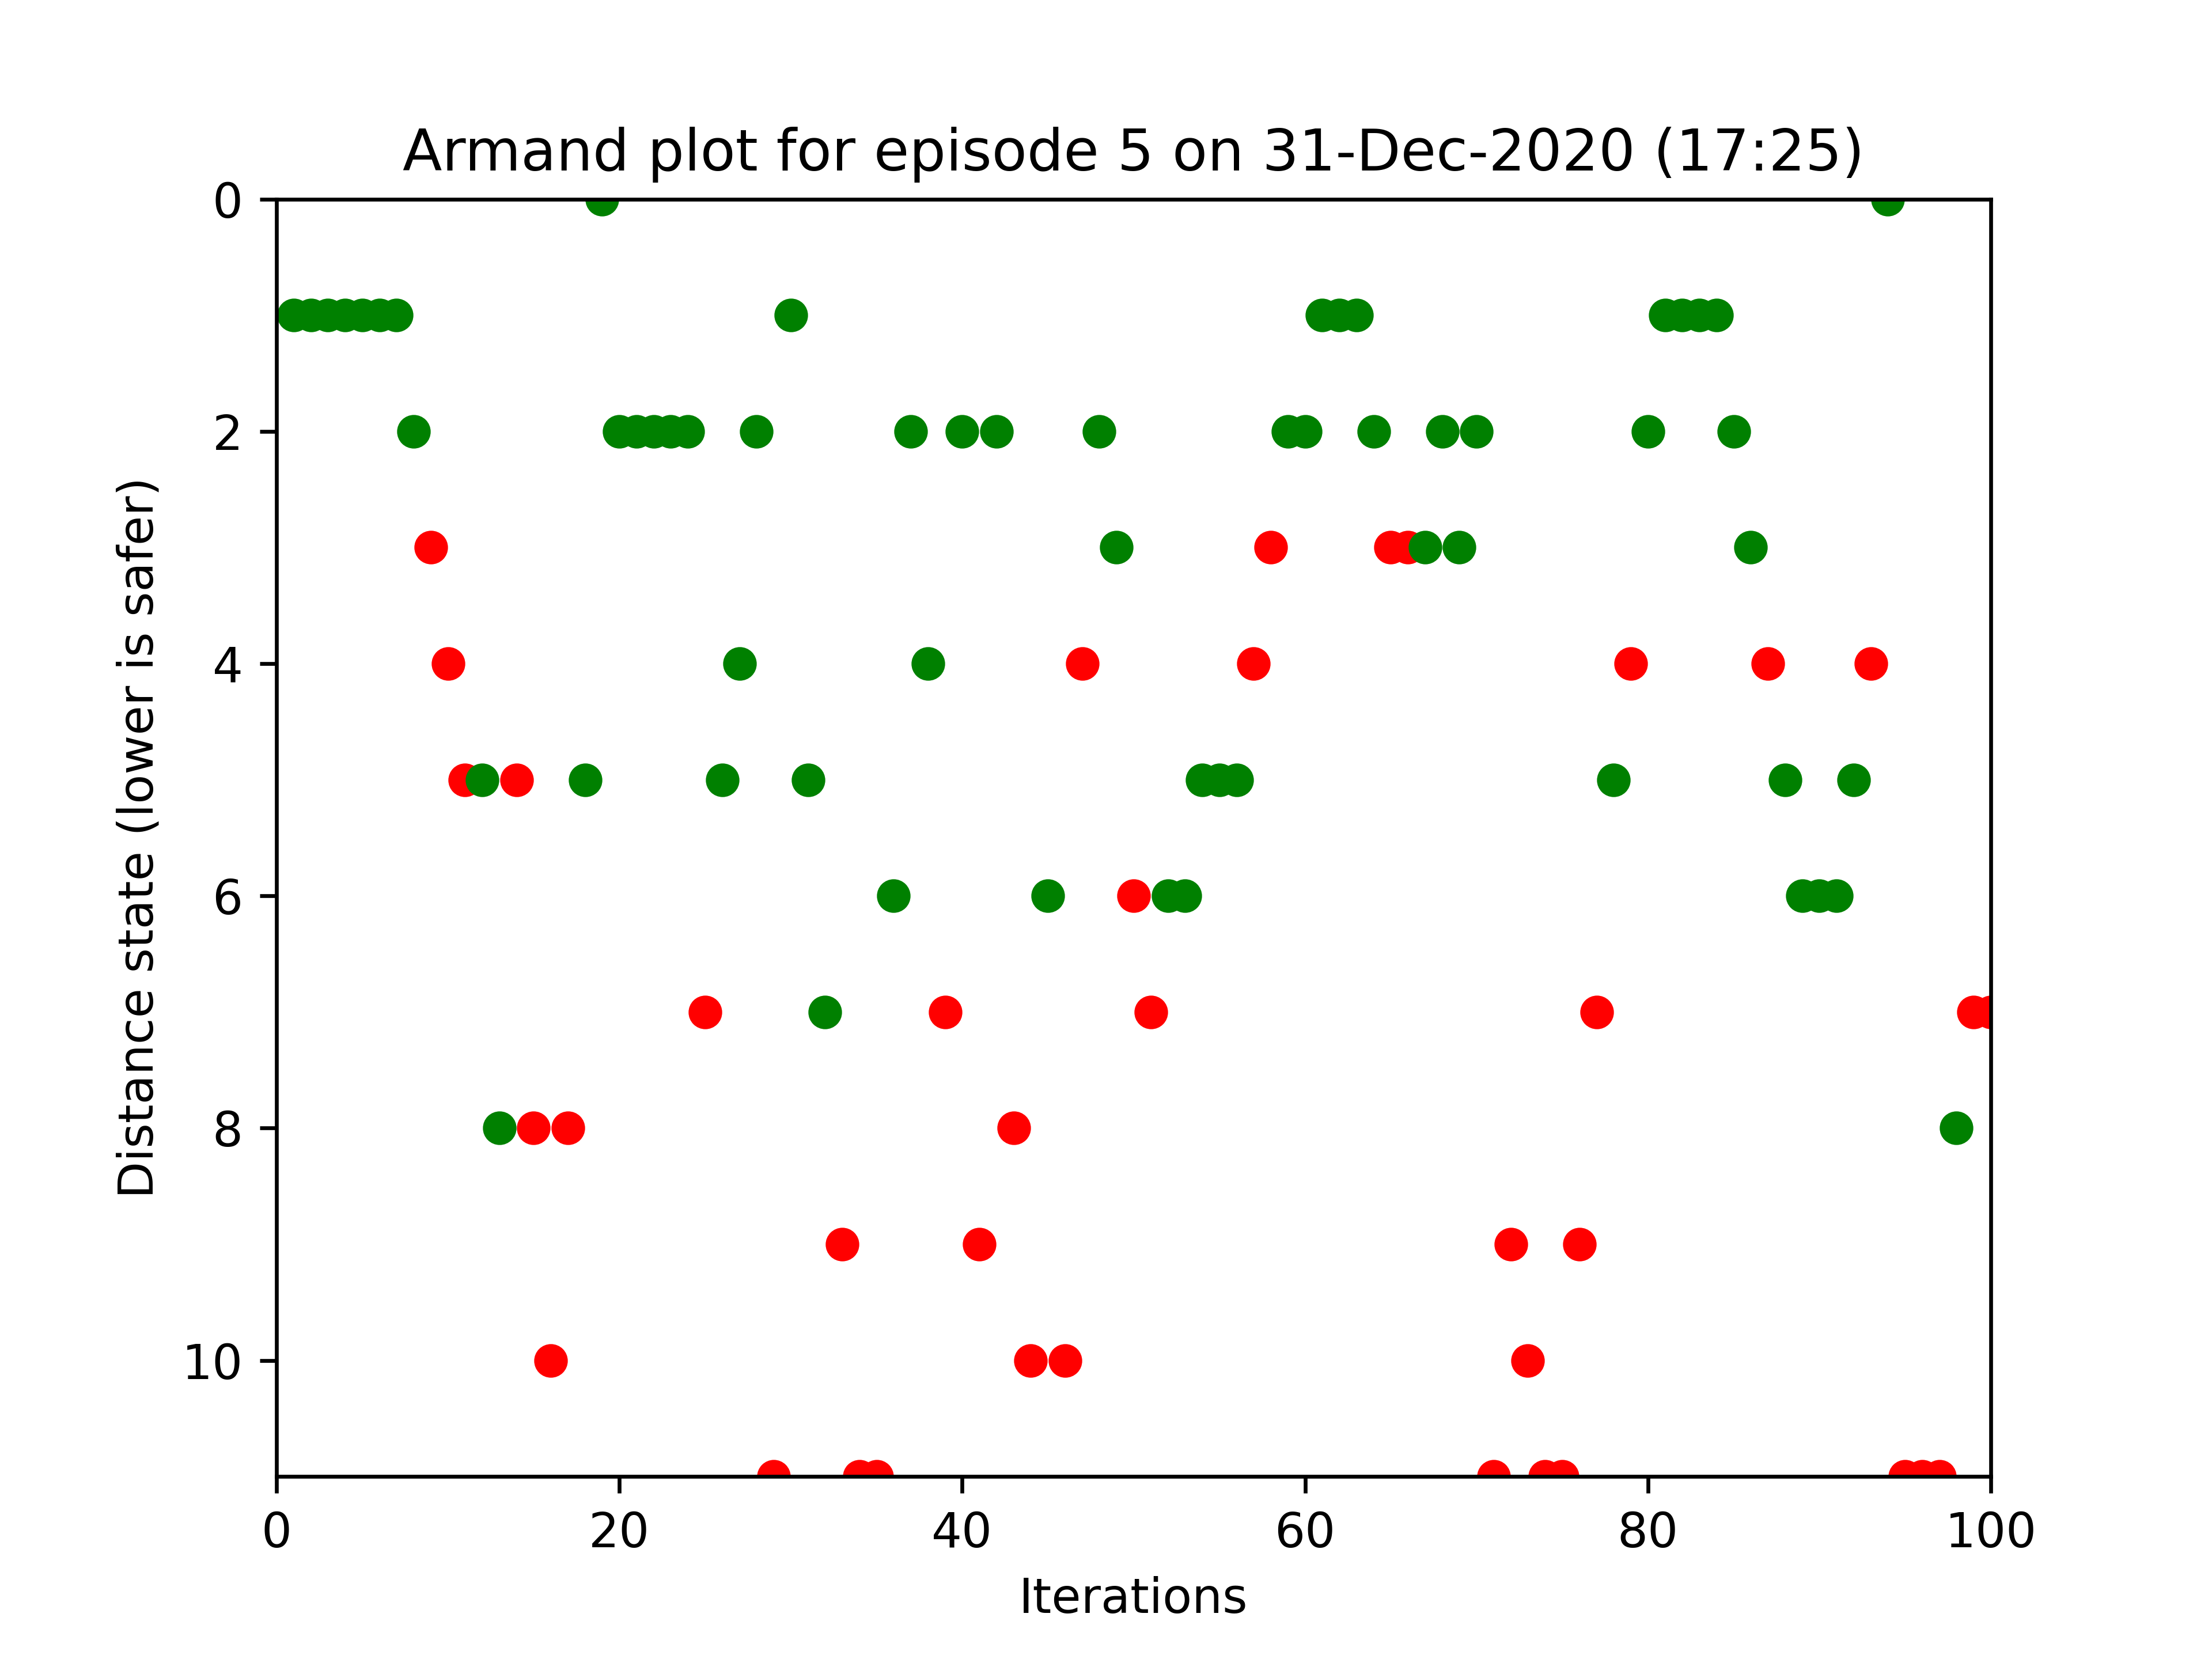 Armand plot for episode 5 on 31-Dec-2020 (17:25)
0
2
4
6
8
10
Distance state (lower is safer)
0 20 40 60 80 100
Iterations